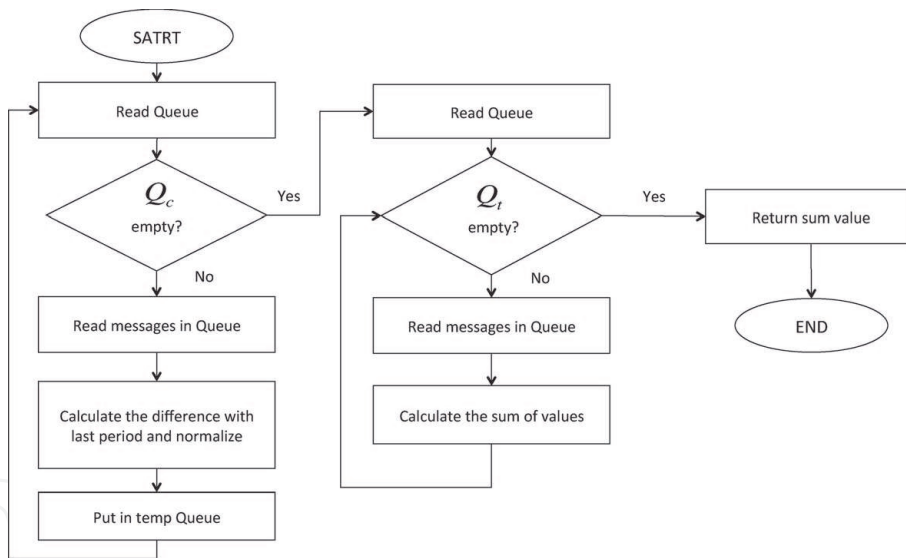 SATRT
Read Queue
Q_c
empty?
Yes
No
Read messages in Queue
Calculate the difference with
last period and normalize
Put in temp Queue
Read Queue
Q_t
empty?
Yes
No
Read messages in Queue
Calculate the sum of values
Return sum value
END